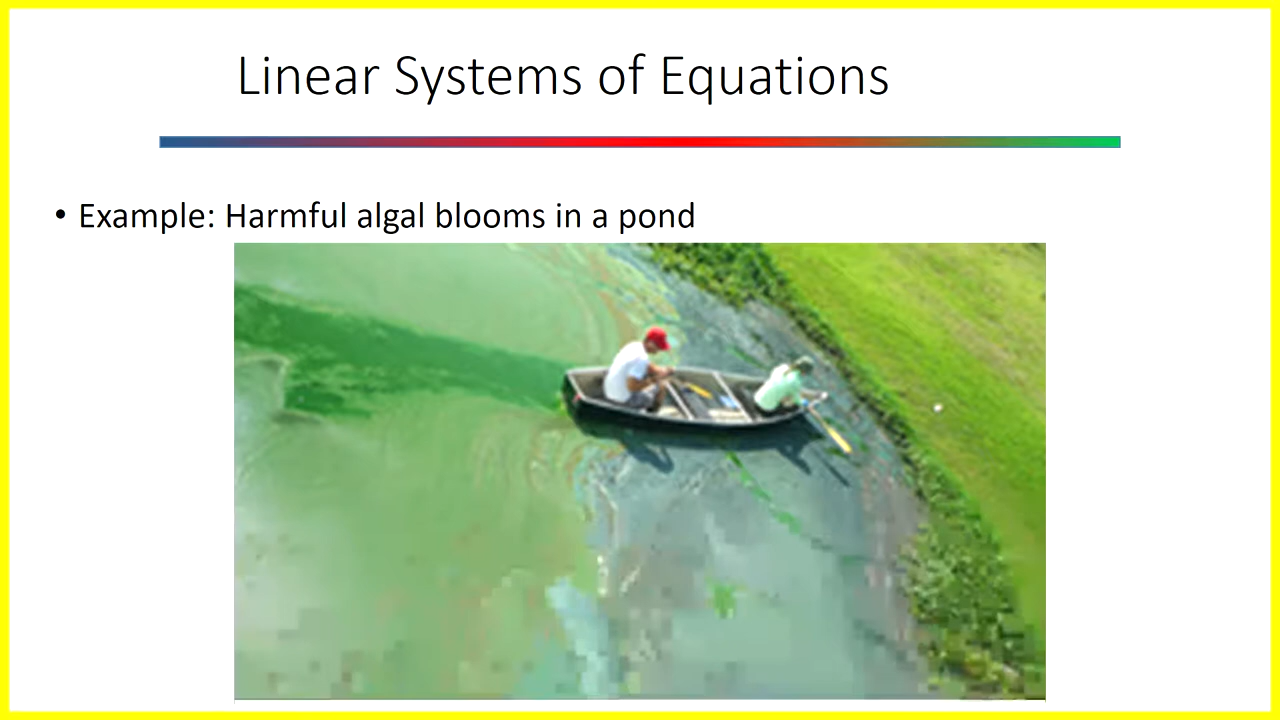 Linear Systems of Equations
• Example: Harmful algal blooms in a pond